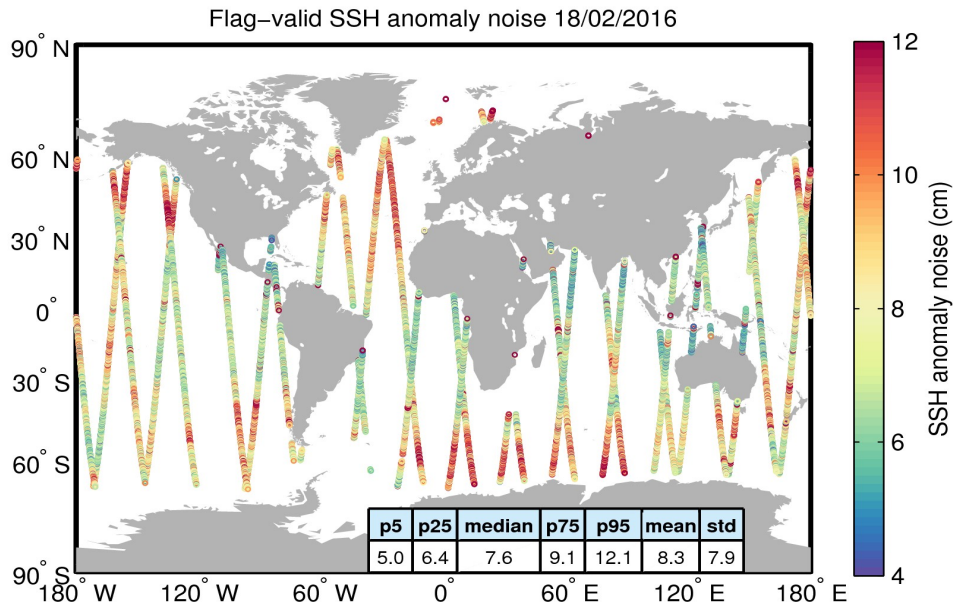 Flag−valid SSH anomaly noise 18/02/2016
90° N
60° N
30° N
0°
30° S
60° S
90° S
180° W 120° W 60° W 0° 60° E 120° E 180° E
p5 p25 median p75 p95 mean std
5.0 6.4 7.6 9.1 12.1 8.3 7.9
12
10
8
6
4
SSH anomaly noise (cm)